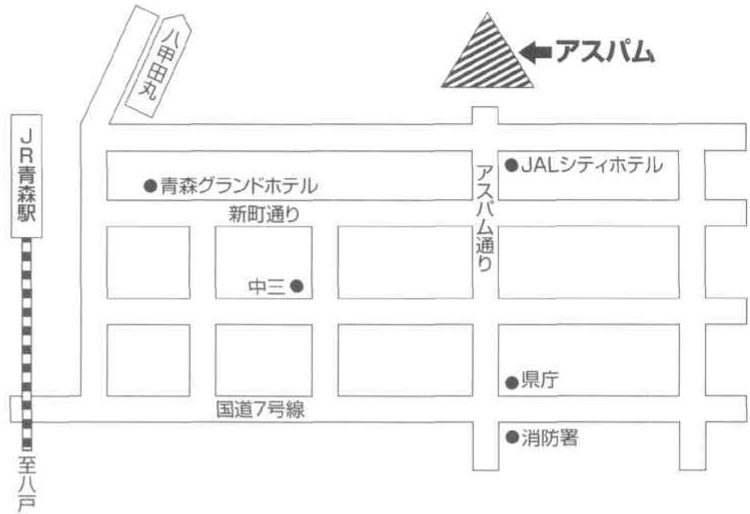 八甲田丸
アスパム
JR青森駅
JALシティホテル
青森グランドホテル
アスパム通り
新町通り
中三
県庁
国道7号線
消防署
至八戸